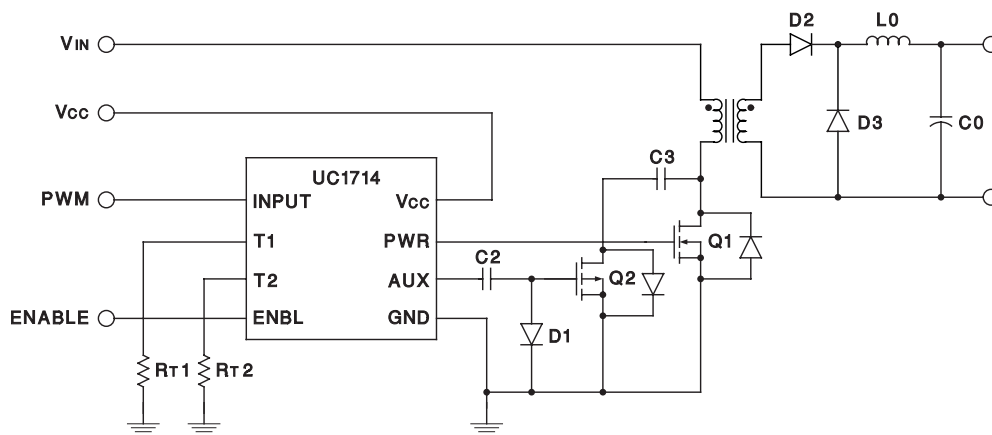 D2
L0
VIN
VCC
D3
C0
C3
UC1714
PWM
INPUT
VCC
T1
PWR
Q1
C2
T2
AUX
Q2
ENABLE
ENBL
GND
D1
RT1
RT2